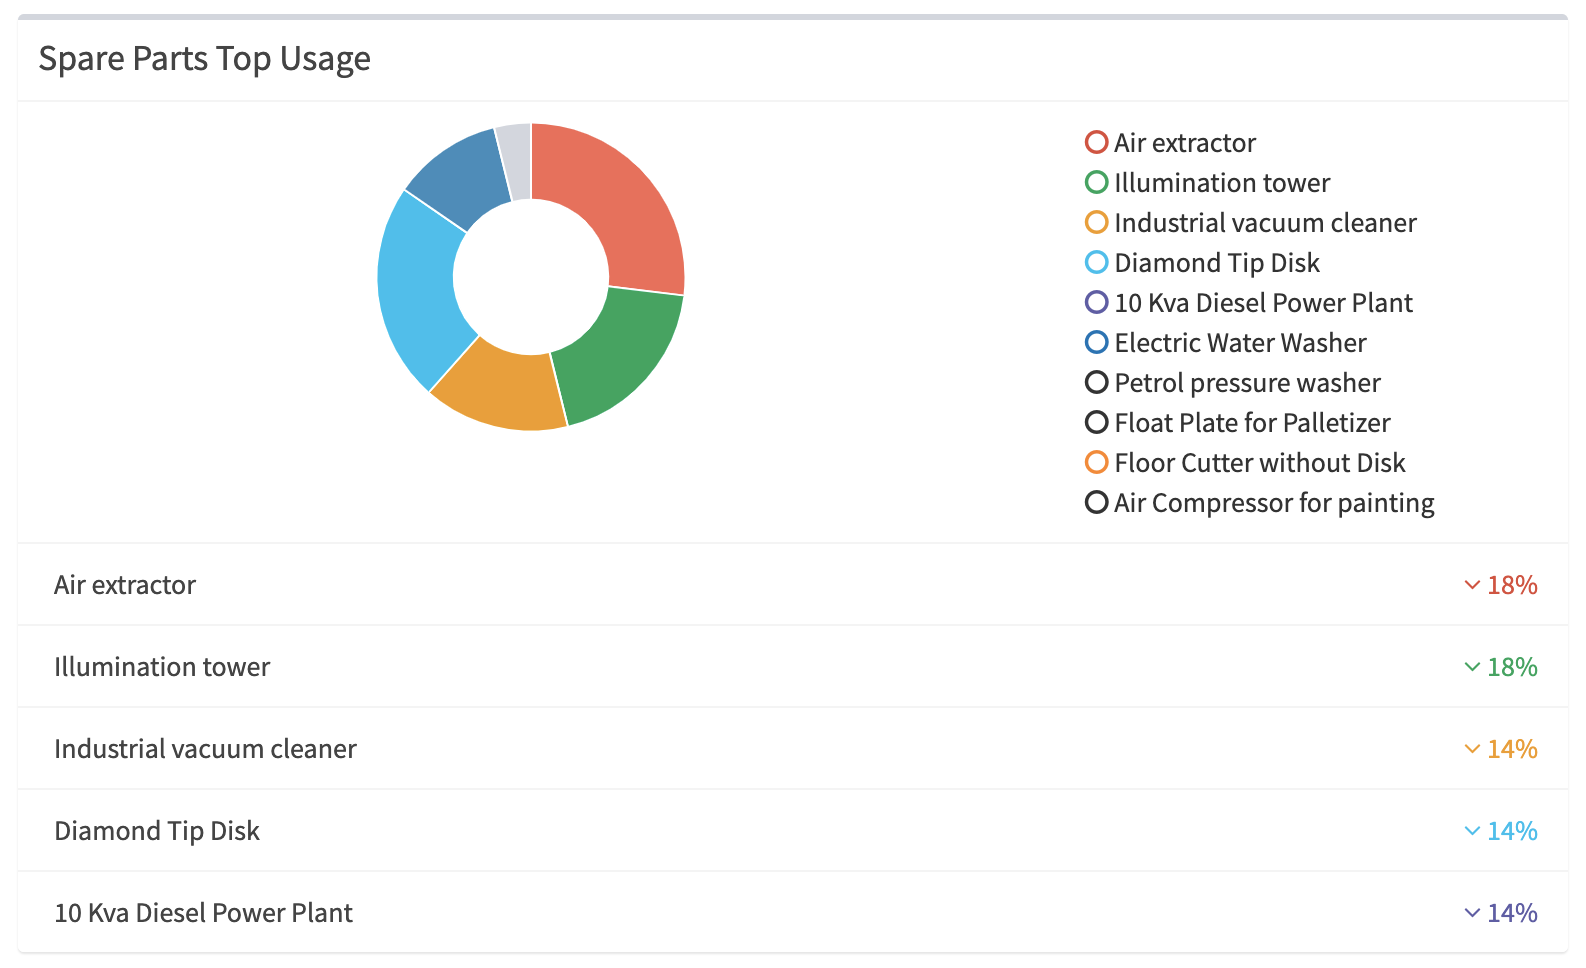 Spare Parts Top Usage
Air extractor
Illumination tower
Industrial vacuum cleaner
Diamond Tip Disk
10 Kva Diesel Power Plant
Electric Water Washer
Petrol pressure washer
Float Plate for Palletizer
Floor Cutter without Disk
Air Compressor for painting
Air extractor 18%
Illumination tower 18%
Industrial vacuum cleaner 14%
Diamond Tip Disk 14%
10 Kva Diesel Power Plant 14%